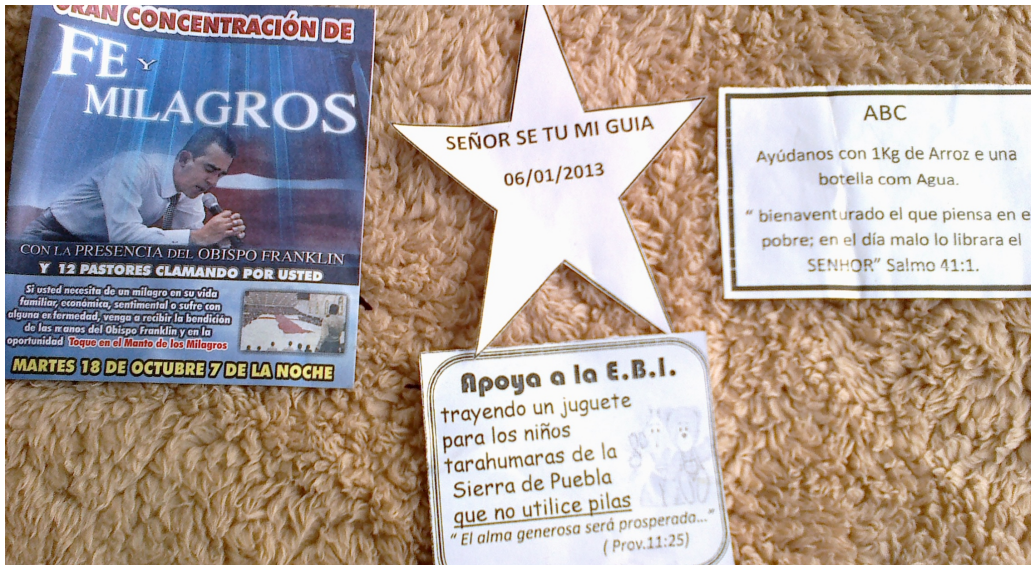 GRAN CONCENTRACIÓN DE
FE Y
MILAGROS
CON LA PRESENCIA DEL OBISPO FRANKLIN
Y 12 PASTORES CLAMANDO POR USTED
Si usted necesita de un milagro en su vida
familiar, económica, sentimental o sufre con
alguna enfermedad, venga a recibir la bendición
de las manos del Obispo Franklin y en la
oportunidad Toque en el Manto de los Milagros
MARTES 18 DE OCTUBRE 7 DE LA NOCHE
SEÑOR SE TU MI GUIA
06/01/2013
Apoya a la E.B.I.
trayendo un juguete
para los niños
tarahumaras de la
Sierra de Puebla
que no utilice pilas
" El alma generosa será prosperada..."
( Prov.11:25)
ABC
Ayúdanos con 1Kg de Arroz e una
botella com Agua.
" bienaventurado el que piensa en e
pobre; en el día malo lo librara el
SENHOR" Salmo 41:1.